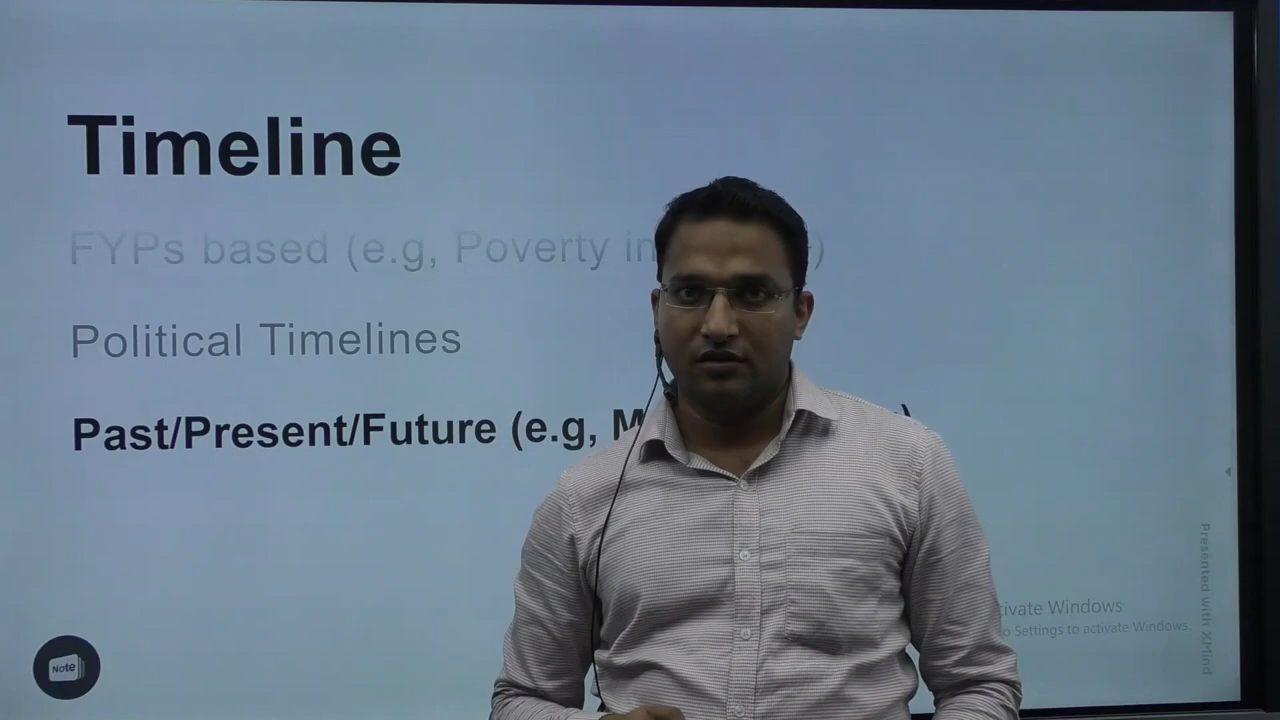 Timeline
FYPs based (e.g, Poverty in
)
Political Timelines
Past/Present/Future (e.g, M
)
tivate Windows
o Settings to activate Windows.
Presented with XMind
Note